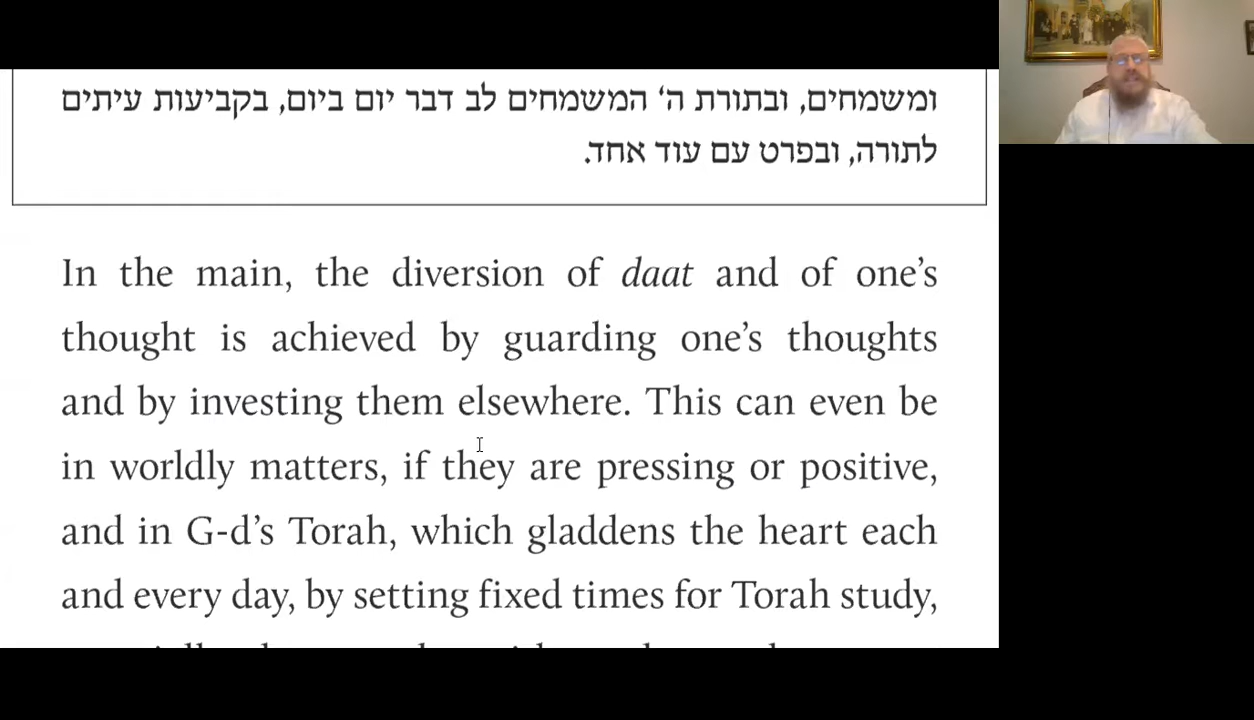 ומשמחים, ובתורת ה' המשמחים לב דבר יום ביום, בקביעות עיתים
לתורה, ובפרט עם עוד אחד.
In the main, the diversion of daat and of one's
thought is achieved by guarding one's thoughts
and by investing them elsewhere. This can even be
in worldly matters, if they are pressing or positive,
and in G-d's Torah, which gladdens the heart each
and every day, by setting fixed times for Torah study,